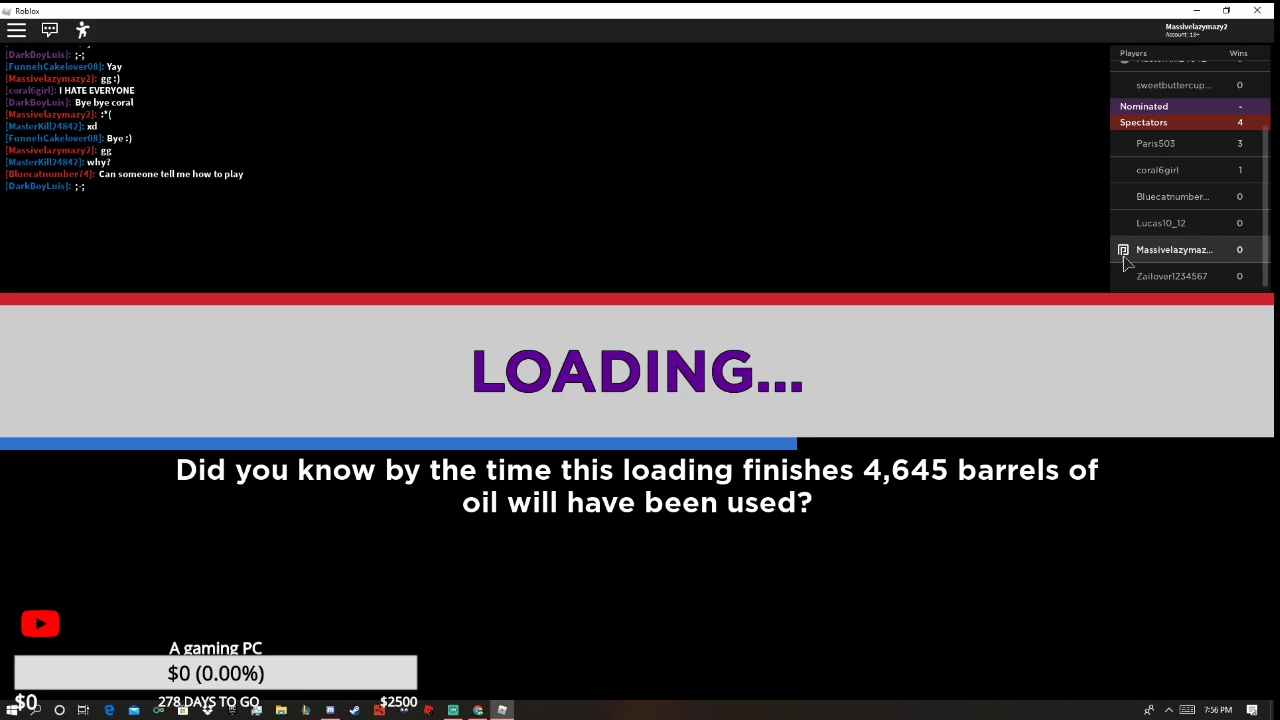 Roblox
Massivelazymazy2
Account: 13+
[DarkBoyLuis]: ;-;
[FunnehCakelover08]: Yay
[Massivelazymazy2]: gg :)
[coral6girl]: I HATE EVERYONE
[DarkBoyLuis]: Bye bye coral
[Massivelazymazy2]: :*(
[MasterKill24842]: xd
[FunnehCakelover08]: Bye :)
[Massivelazymazy2]: gg
[MasterKill24842]: why?
[Bluecatnumber74]: Can someone tell me how to play
[DarkBoyLuis]: ;-;
Players Wins
sweetbuttercup... 0
Nominated -
Spectators 4
Paris503 3
coral6girl 1
Bluecatnumber... 0
Lucas10_12 0
Massivelazymaz... 0
Zailover1234567 0
LOADING...
Did you know by the time this loading finishes 4,645 barrels of
oil will have been used?
A gaming PC
$0 (0.00%)
$0 278 DAYS TO GO $2500
7:56 PM